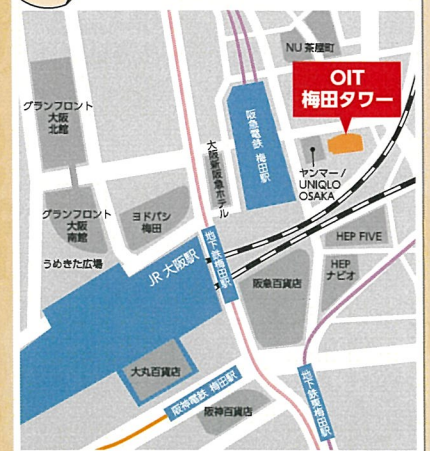 NU 茶屋町
OIT
梅田タワー
グランフロント
大阪
北館
阪急電鉄 梅田駅
大阪新阪急ホテル
ヤンマー/
UNIQLO
OSAKA
グランフロント
大阪
南館
ヨドバシ
梅田
うめきた広場
JR 大阪駅
地下鉄梅田駅
HEP FIVE
HEP
ナビオ
阪急百貨店
大丸百貨店
阪神電鉄 梅田駅
阪神百貨店
地下鉄東梅田駅